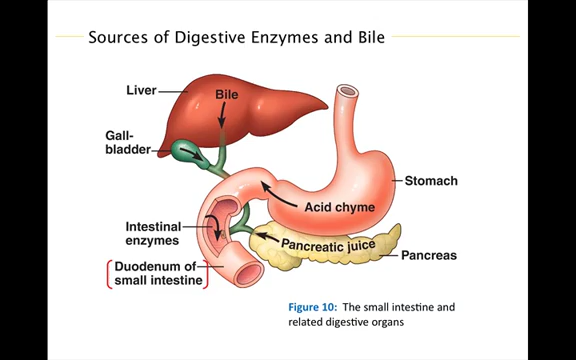 Sources of Digestive Enzymes and Bile
Liver
Bile
Gall-
bladder
Stomach
Acid chyme
Intestinal
enzymes
Pancreatic juice
Pancreas
Duodenum of
small intestine
Figure 10: The small intestine and
related digestive organs